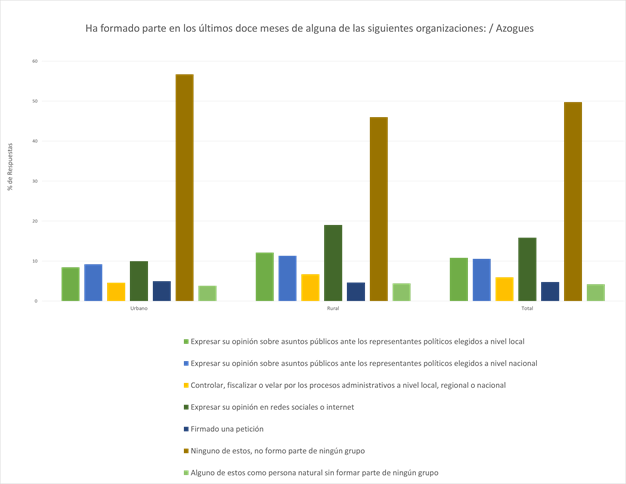 Ha formado parte en los últimos doce meses de alguna de las siguientes organizaciones: / Azogues
60
50
40
30
20
10
0
% de Respuestas
Urbano
Rural
Total
Expresar su opinión sobre asuntos públicos ante los representantes políticos elegidos a nivel local
Expresar su opinión sobre asuntos públicos ante los representantes políticos elegidos a nivel nacional
Controlar, fiscalizar o velar por los procesos administrativos a nivel local, regional o nacional
Expresar su opinión en redes sociales o internet
Firmado una petición
Ninguno de estos, no formo parte de ningún grupo
Alguno de estos como persona natural sin formar parte de ningún grupo